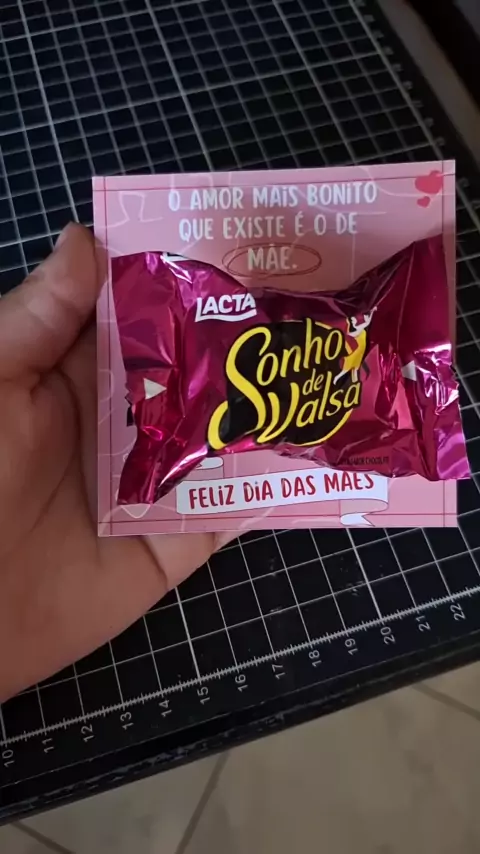 O AMOR MAIS BONITO
QUE EXISTE É O DE
MÃE.
LACTA
Sonho
de
Valsa
FELIZ DIA DAS MÃES
10 11 12 13 14 15 16 17 18 19 20 21 22